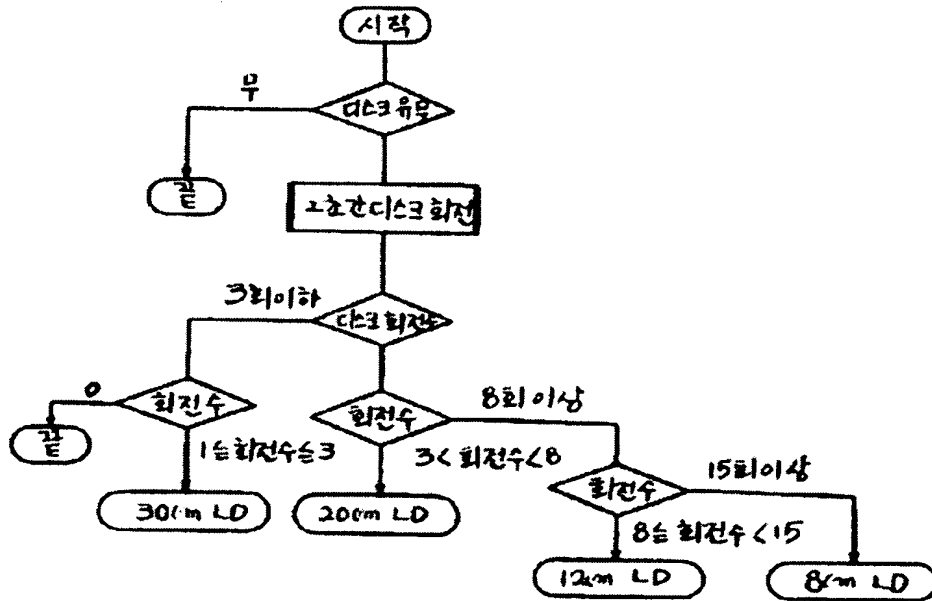 시작
무
디스크유무
끝
2초간디스크회전
3회이하
디스크회전수
0
회전수
회전수
8회이상
끝
1≦회전수≦3
3<회전수<8
회전수
15회이상
30cm LD
20cm LD
8≦회전수<15
12cm LD
8cm LD